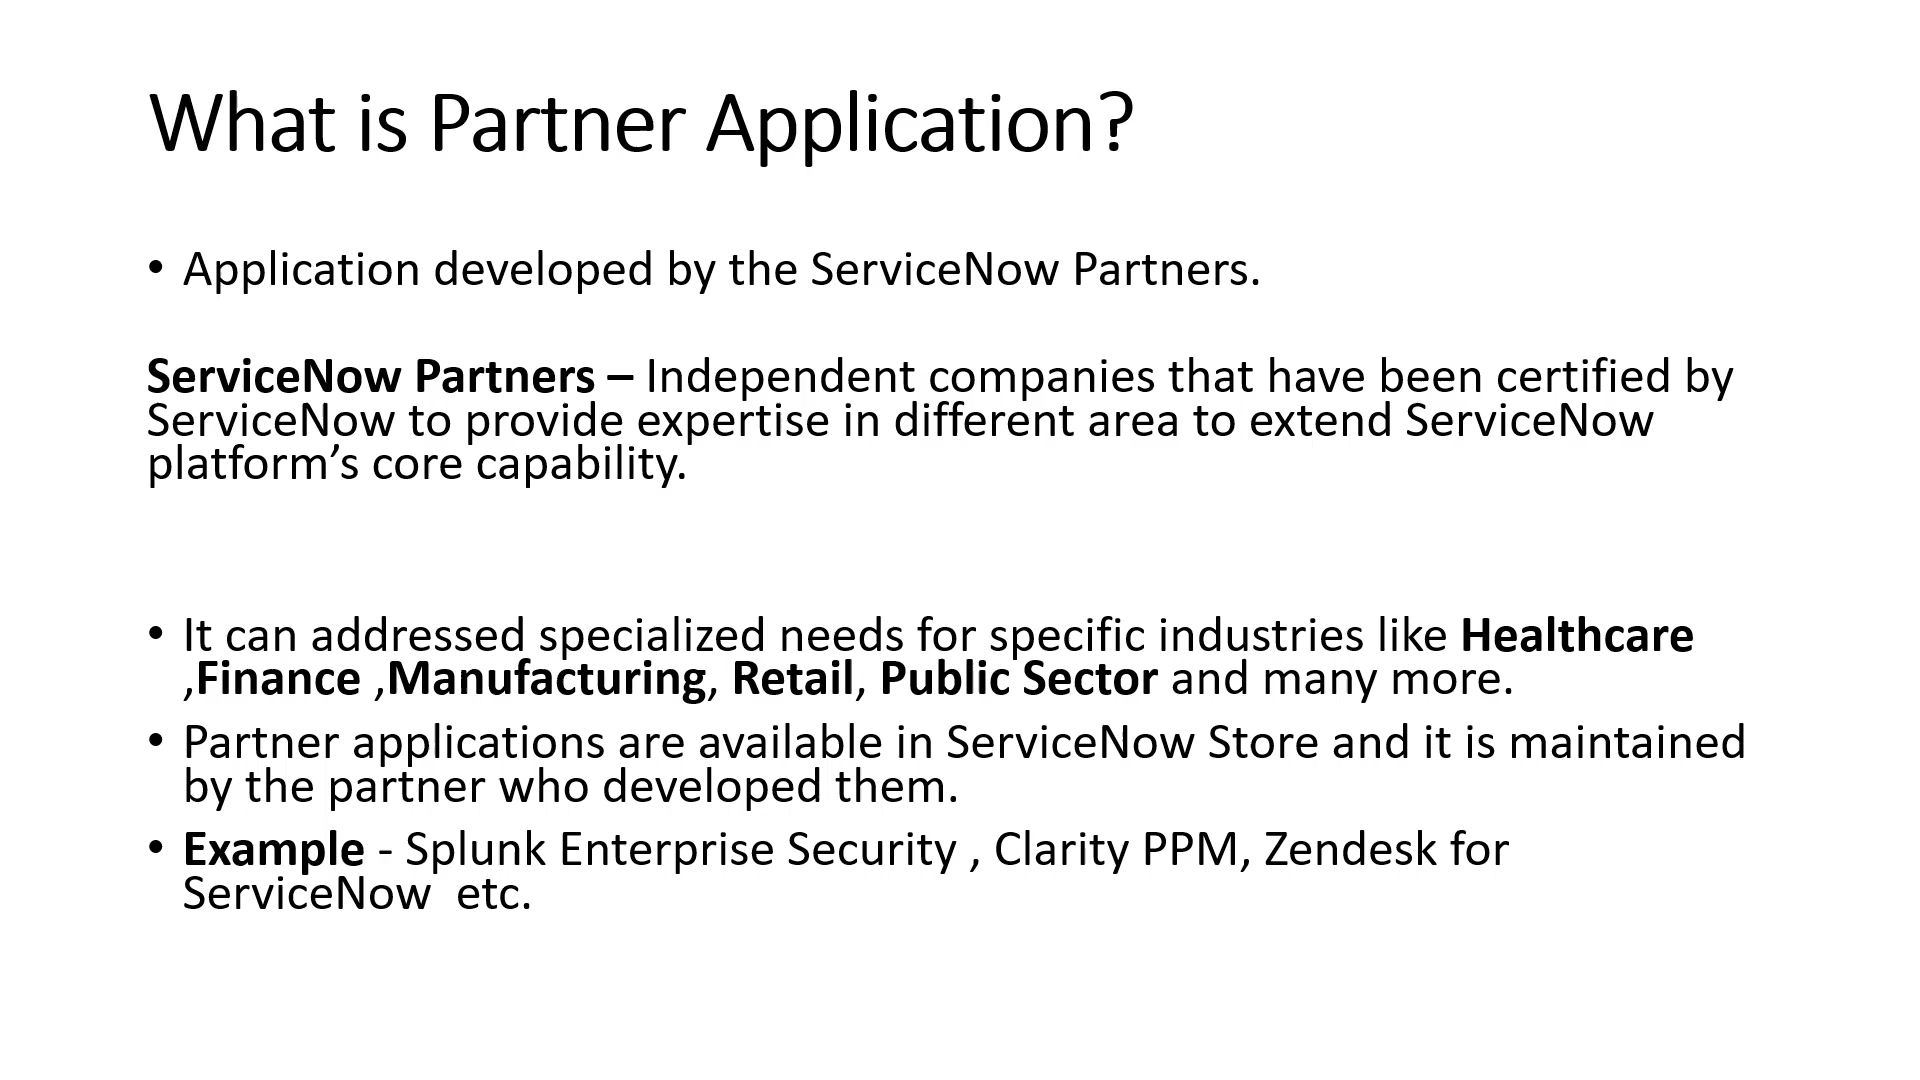 What is Partner Application?
• Application developed by the ServiceNow Partners.
ServiceNow Partners – Independent companies that have been certified by
ServiceNow to provide expertise in different area to extend ServiceNow
platform’s core capability.
• It can addressed specialized needs for specific industries like Healthcare
,Finance ,Manufacturing, Retail, Public Sector and many more.
• Partner applications are available in ServiceNow Store and it is maintained
by the partner who developed them.
• Example - Splunk Enterprise Security , Clarity PPM, Zendesk for
ServiceNow  etc.